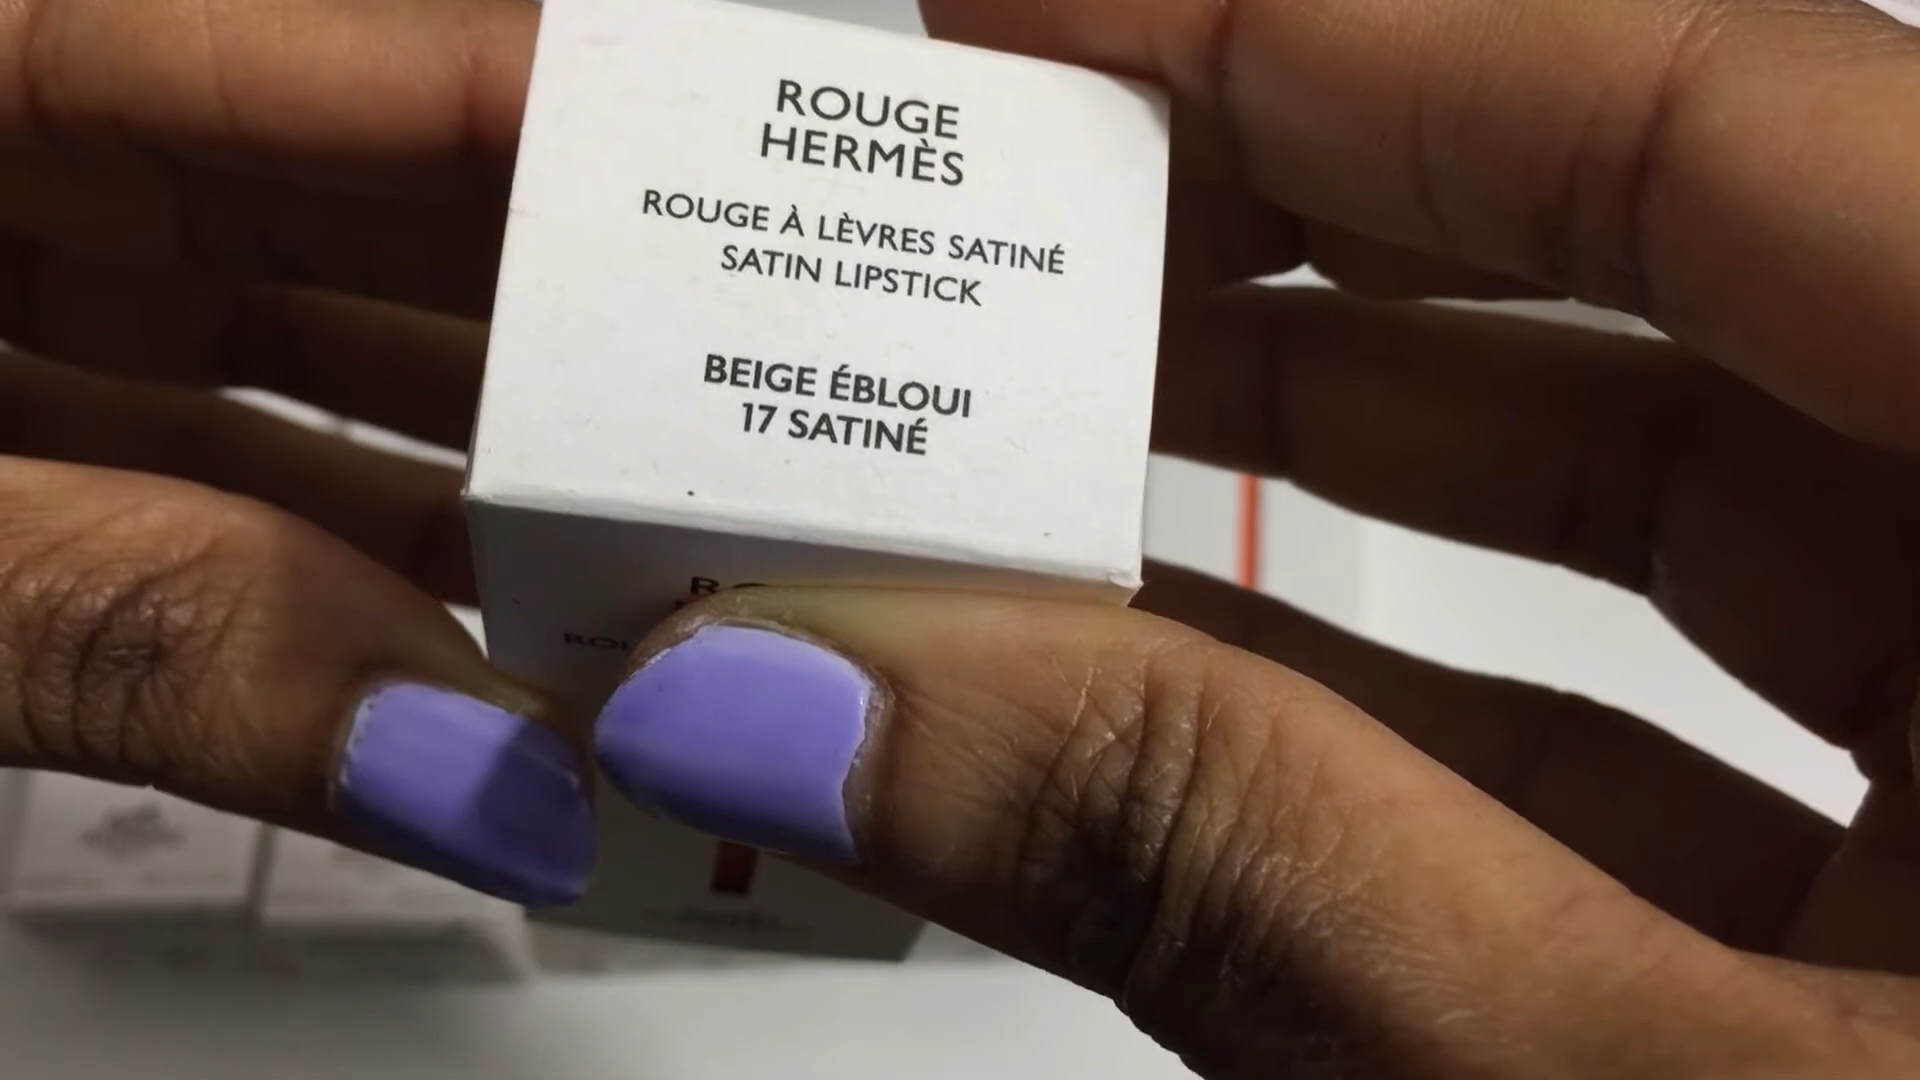 ROUGE
HERMÈS
ROUGE À LÈVRES SATINÉ
SATIN LIPSTICK
BEIGE ÉBLOUI
17 SATINÉ